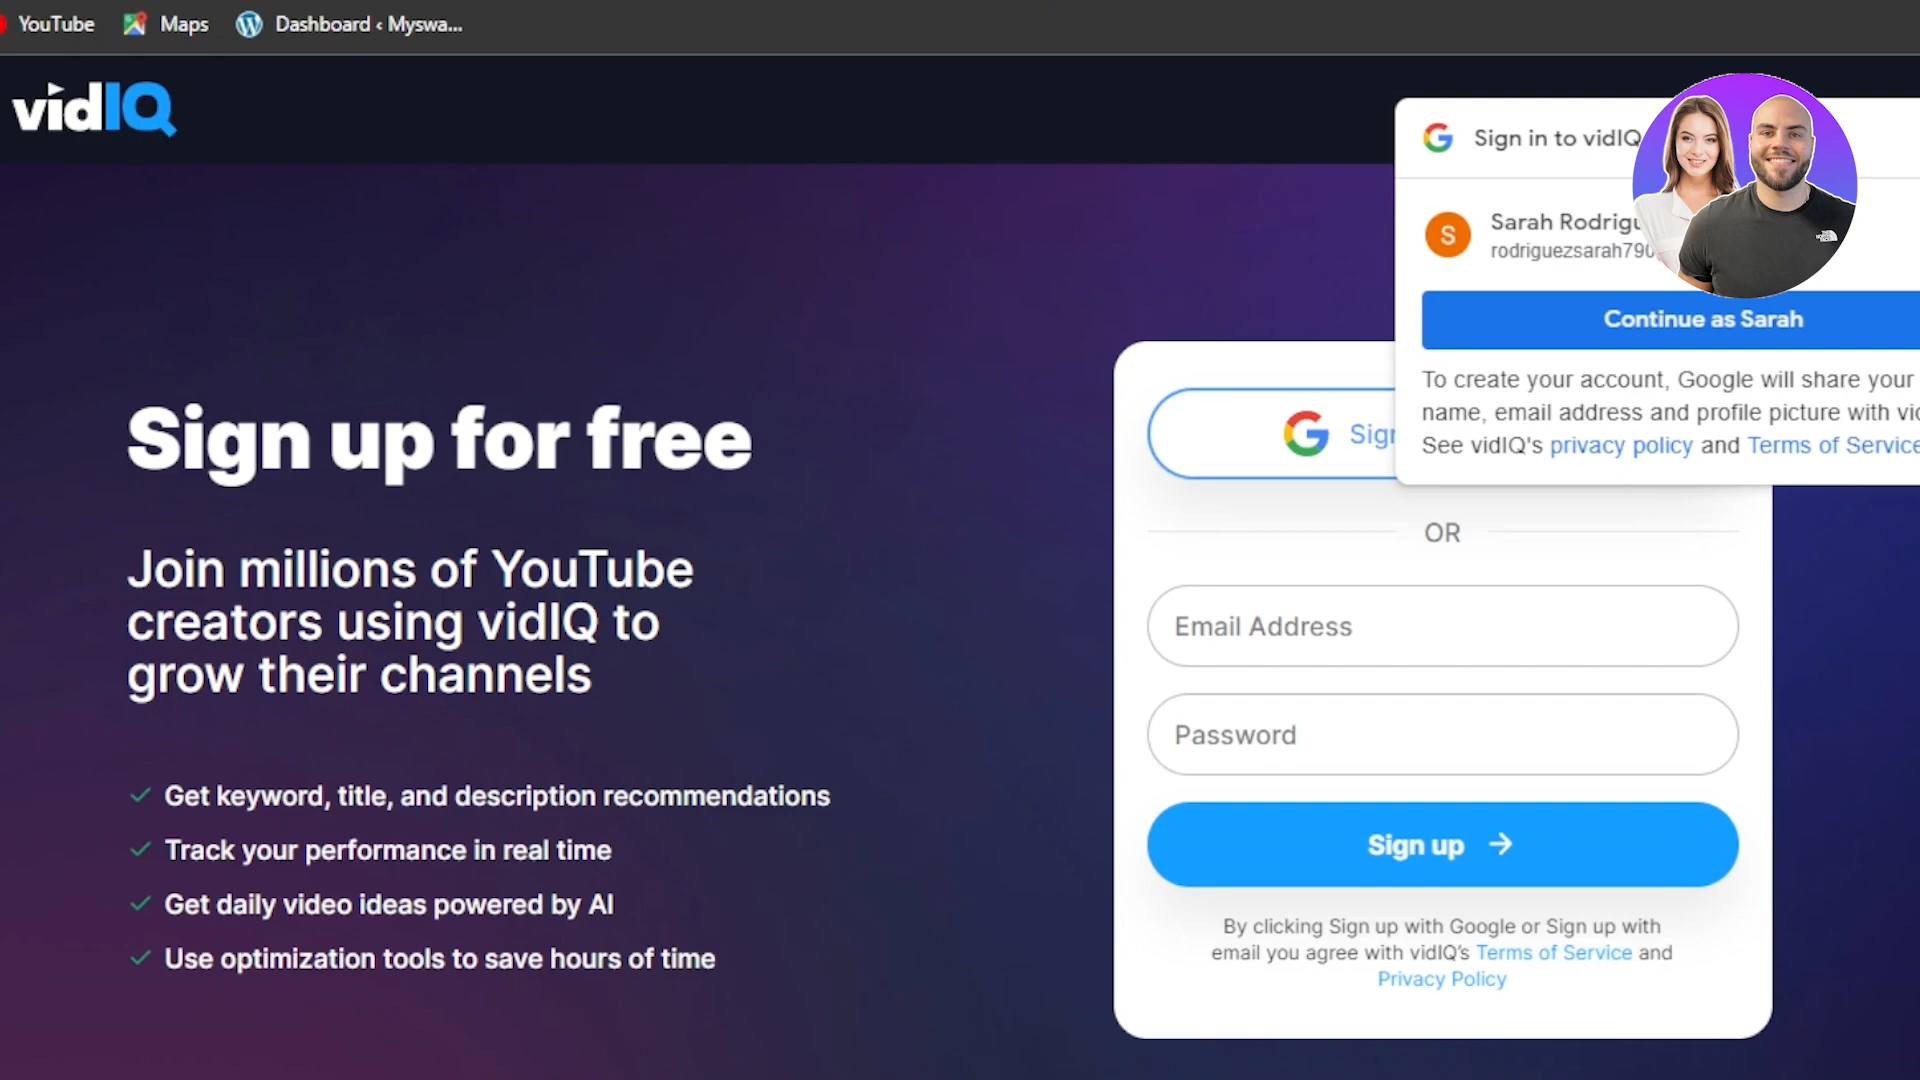 YouTube
Maps
Dashboard ‹ Myswa...
vidIQ
Sign in to vidIQ
S
Sarah
rodriguezsarah790
Continue as Sarah
To create your account, Google will share your
name, email address and profile picture with
See vidIQ's privacy policy and Terms of Service
Sign up for free
Join millions of YouTube
creators using vidIQ to
grow their channels
Get keyword, title, and description recommendations
Track your performance in real time
Get daily video ideas powered by AI
Use optimization tools to save hours of time
OR
Email Address
Password
Sign up →
By clicking Sign up with Google or Sign up with
email you agree with vidIQ's Terms of Service and
Privacy Policy